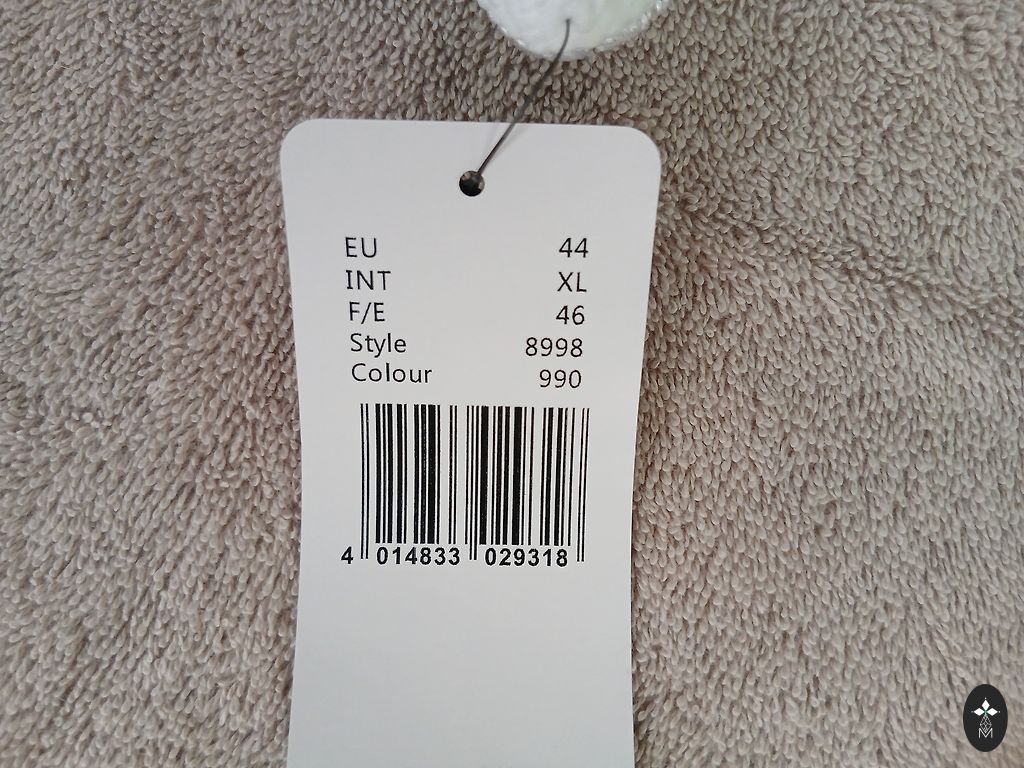 EU 44
INT XL
F/E 46
Style 8998
Colour 990
4 014833 029318
M